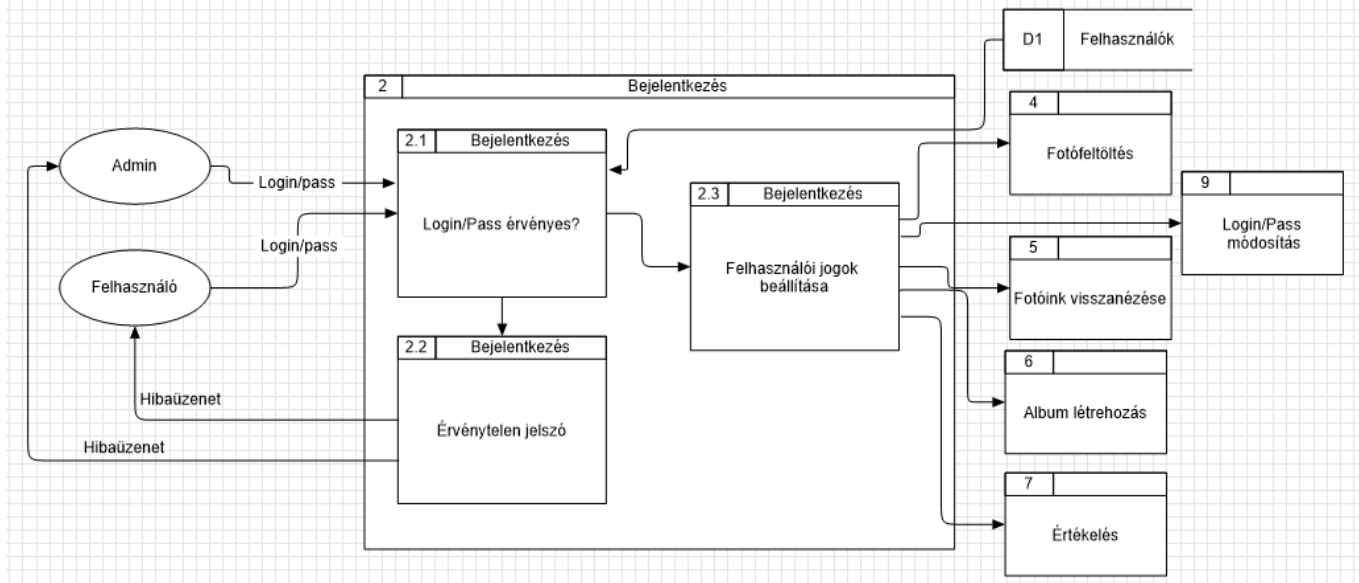 D1 Felhasználók
2 Bejelentkezés
4
Fotófeltöltés
2.1 Bejelentkezés
Login/Pass érvényes?
Admin
Login/pass
Login/pass
Felhasználó
2.3 Bejelentkezés
Felhasználói jogok
beállítása
9
Login/Pass
módosítás
5
Fotóink visszanézése
2.2 Bejelentkezés
Érvénytelen jelszó
Hibaüzenet
Hibaüzenet
6
Album létrehozás
7
Értékelés